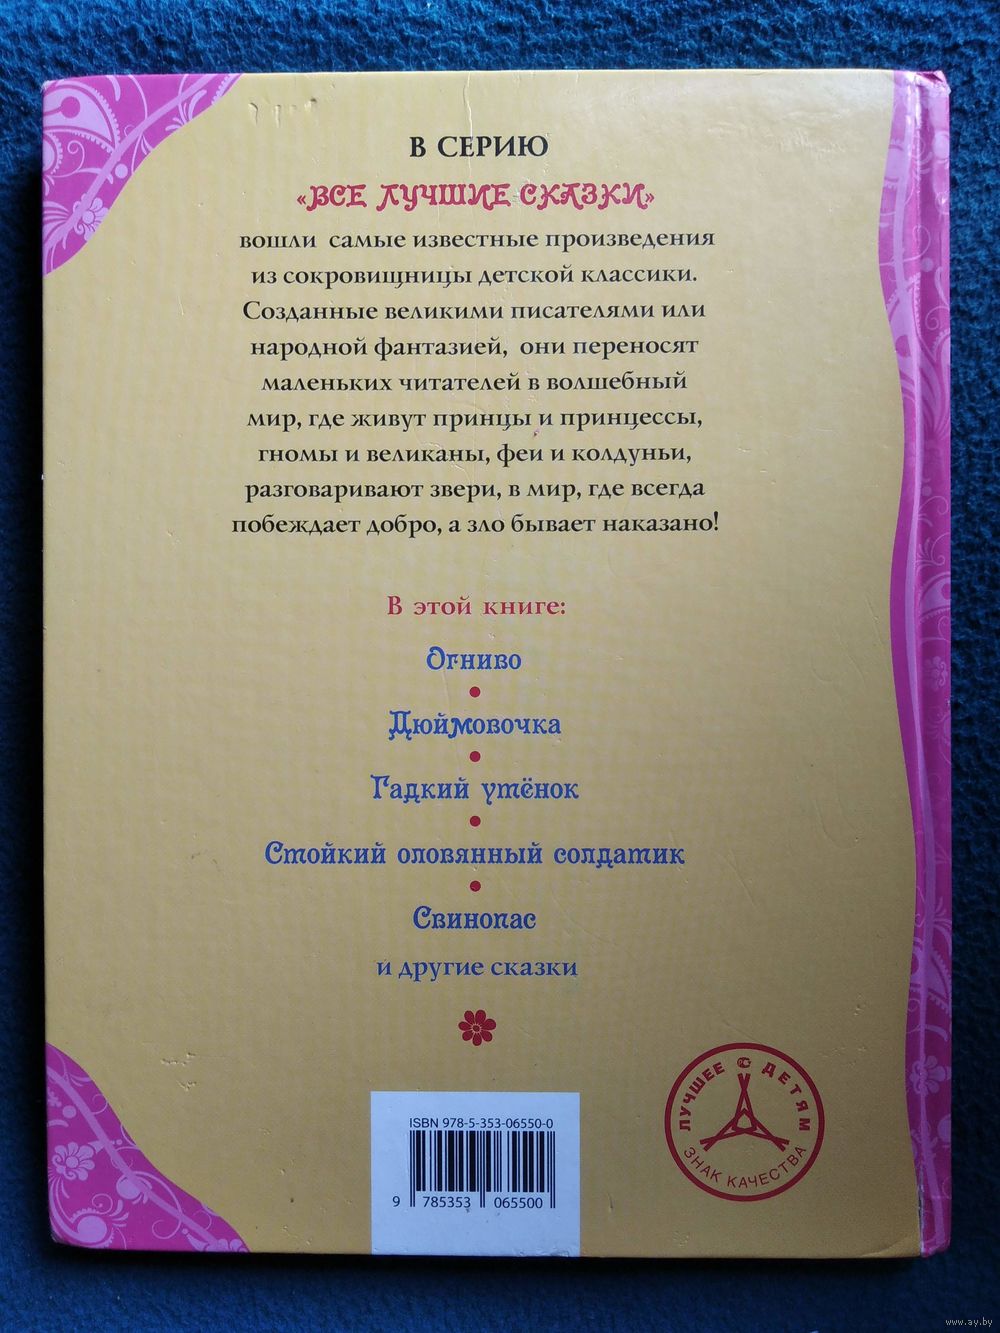 В СЕРИЮ
«ВСЕ ЛУЧШИЕ СКАЗКИ»
вошли самые известные произведения
из сокровищницы детской классики.
Созданные великими писателями или
народной фантазией, они переносят
маленьких читателей в волшебный
мир, где живут принцы и принцессы,
гномы и великаны, феи и колдуньи,
разговаривают звери, в мир, где всегда
побеждает добро, а зло бывает наказано!
В этой книге:
Огниво
Дюймовочка
Гадкий утёнок
Стойкий оловянный солдатик
Свинопас
и другие сказки
ЛУЧШЕЕ ДЕТЯМ
ЗНАК КАЧЕСТВА
ISBN 978-5-353-06550-0
9 785353 065500
www.ay.by